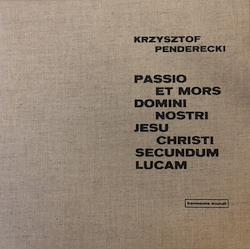 KRZYSZTOF
PENDERECKI
PASSIO
ET MORS
DOMINI
NOSTRI
JESU
CHRISTI
SECUNDUM
LUCAM
harmonia mundi